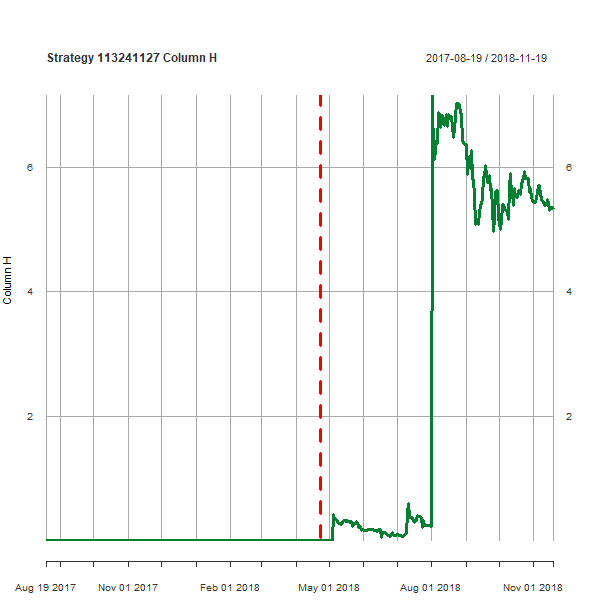 Strategy 113241127 Column H
2017-08-19 / 2018-11-19
6
6
Column H
4
4
2
2
Aug 19 2017
Nov 01 2017
Feb 01 2018
May 01 2018
Aug 01 2018
Nov 01 2018